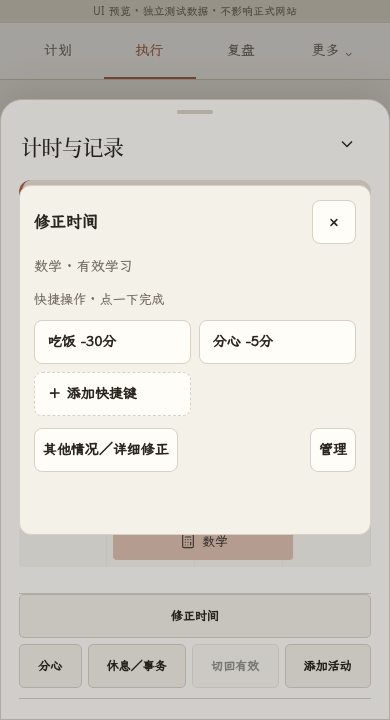 UI 预览・独立测试数据・不影响正式网站
计划 执行 复盘 更多
计时与记录
修正时间 ×
数学・有效学习
快捷操作・点一下完成
吃饭 -30分 分心 -5分
+ 添加快捷键
其他情况／详细修正 管理
数学
修正时间
分心 休息／事务 切回有效 添加活动